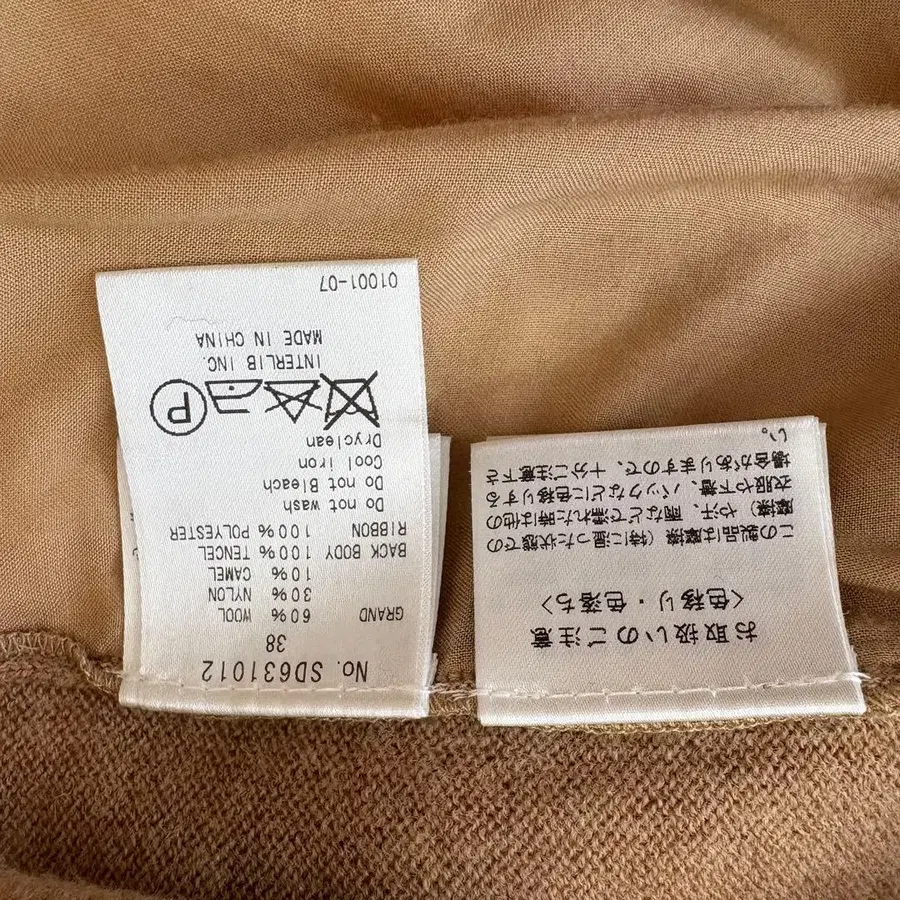 No. SD631012
38
GRAND 60% WOOL
30% NYLON
10% CAMEL
BACK BODY 100% TENCEL
RIBBON 100% POLYESTER
Do not wash
Do not Bleach
Cool iron
Dryclean
P
INTERLIB INC.
MADE IN CHINA
01001-07
お取扱いのご注意
<色移り・色落ち>
この製品は摩擦(特に湿った状態での
摩擦)や汗、雨などで濡れた時は他の
衣服や下着、バックなどに色移りする
場合がありますので、十分ご注意下さ
い。